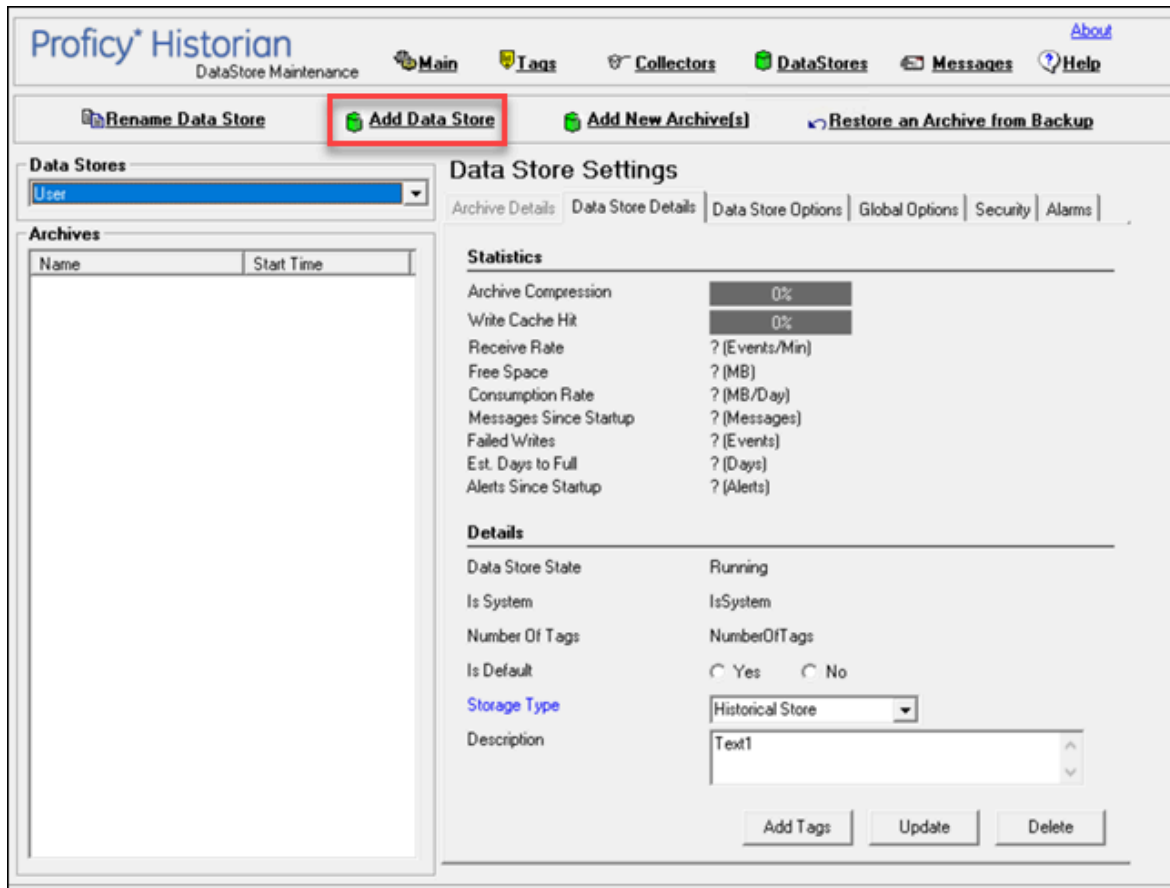 About
Proficy* Historian
DataStore Maintenance
Main Tags Collectors DataStores Messages Help
Rename Data Store Add Data Store Add New Archive(s) Restore an Archive from Backup
Data Stores
User
Archives
Name Start Time
Data Store Settings
Archive Details Data Store Details Data Store Options Global Options Security Alarms
Statistics
Archive Compression 0%
Write Cache Hit 0%
Receive Rate ? (Events/Min)
Free Space ? (MB)
Consumption Rate ? (MB/Day)
Messages Since Startup ? (Messages)
Failed Writes ? (Events)
Est. Days to Full ? (Days)
Alerts Since Startup ? (Alerts)
Details
Data Store State Running
Is System IsSystem
Number Of Tags NumberOfTags
Is Default Yes No
Storage Type Historical Store
Description Text1
Add Tags Update Delete